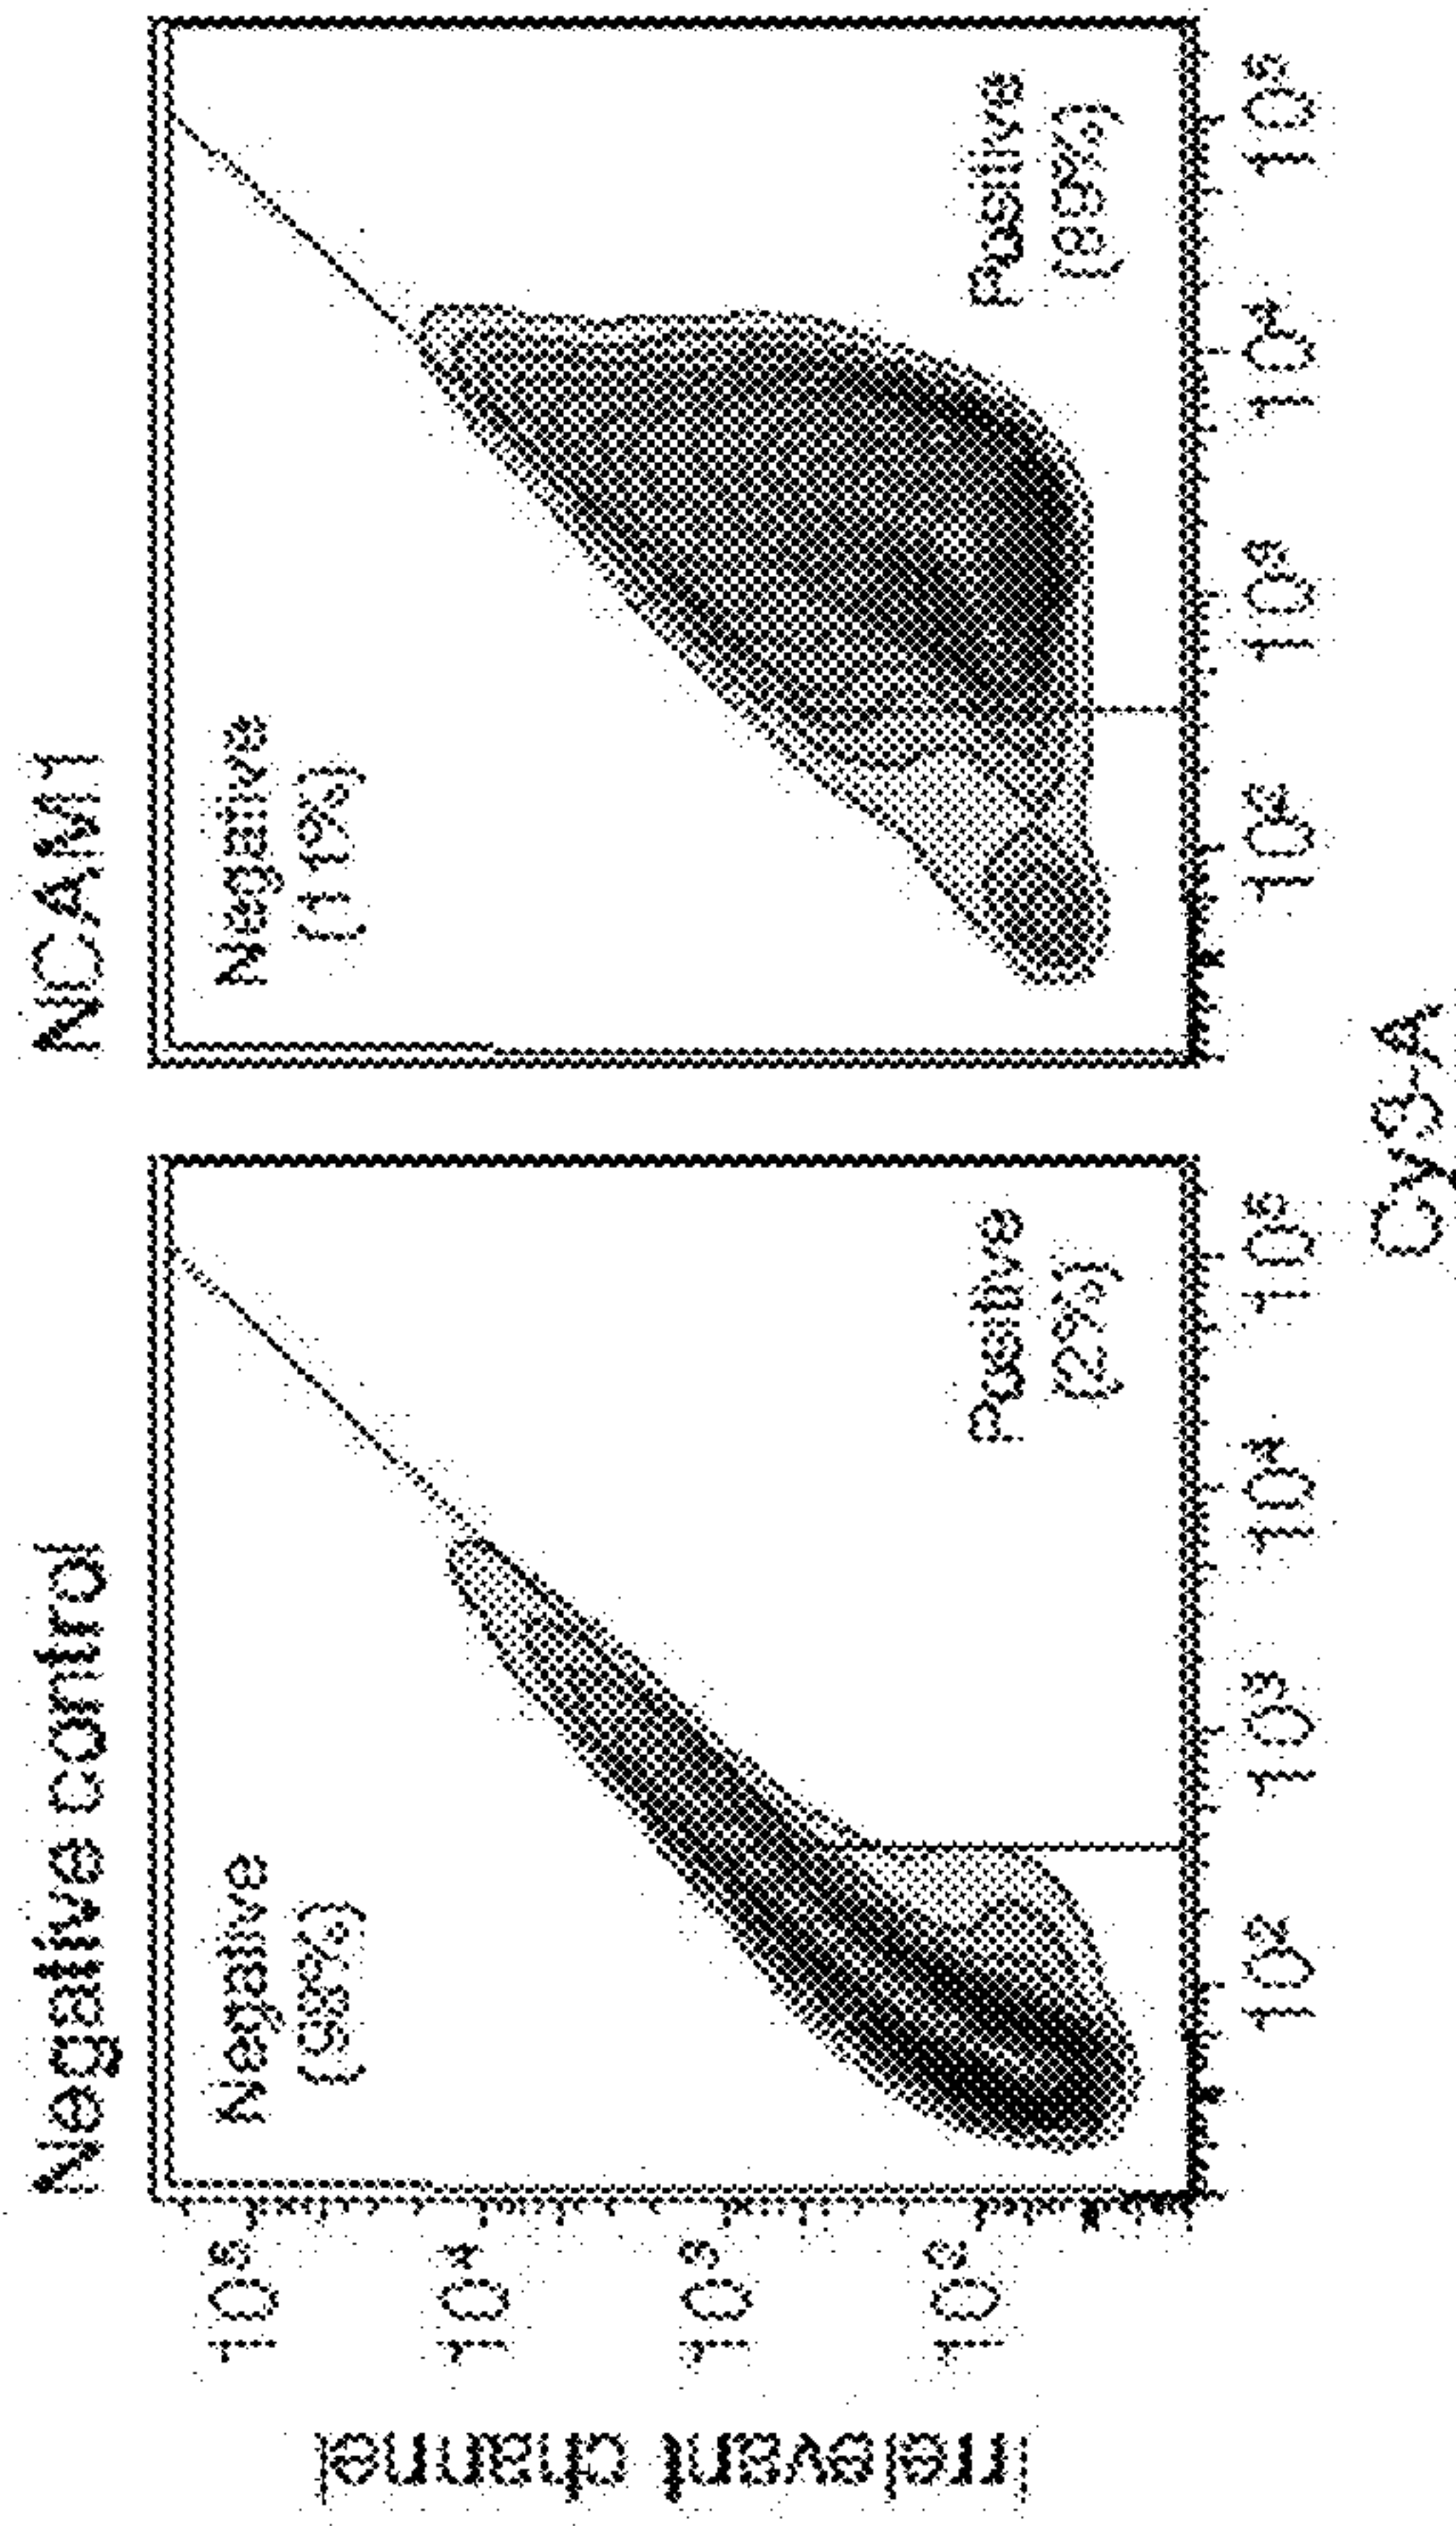 Negative control
Negative
(98%)
Positive
(2%)
NCAM1
Negative
(11%)
Positive
(89%)
Irrelevant channel
10⁵
10⁴
10³
10²
10²
10³
10⁴
10⁵
10²
10³
10⁴
10⁵
Cy3-A